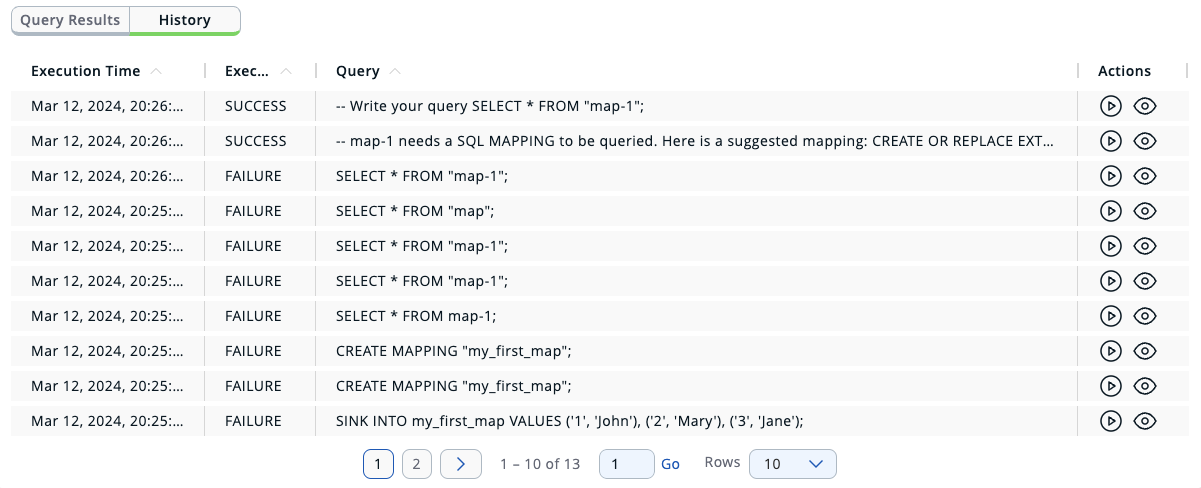 Query Results History
Execution Time Exec... Query Actions
Mar 12, 2024, 20:26:... SUCCESS -- Write your query SELECT * FROM "map-1";
Mar 12, 2024, 20:26:... SUCCESS -- map-1 needs a SQL MAPPING to be queried. Here is a suggested mapping: CREATE OR REPLACE EXT...
Mar 12, 2024, 20:26:... FAILURE SELECT * FROM "map-1";
Mar 12, 2024, 20:25:... FAILURE SELECT * FROM "map";
Mar 12, 2024, 20:25:... FAILURE SELECT * FROM "map-1";
Mar 12, 2024, 20:25:... FAILURE SELECT * FROM "map-1";
Mar 12, 2024, 20:25:... FAILURE SELECT * FROM map-1;
Mar 12, 2024, 20:25:... FAILURE CREATE MAPPING "my_first_map";
Mar 12, 2024, 20:25:... FAILURE CREATE MAPPING "my_first_map";
Mar 12, 2024, 20:25:... FAILURE SINK INTO my_first_map VALUES ('1', 'John'), ('2', 'Mary'), ('3', 'Jane');
1 2 1 – 10 of 13 1 Go Rows 10